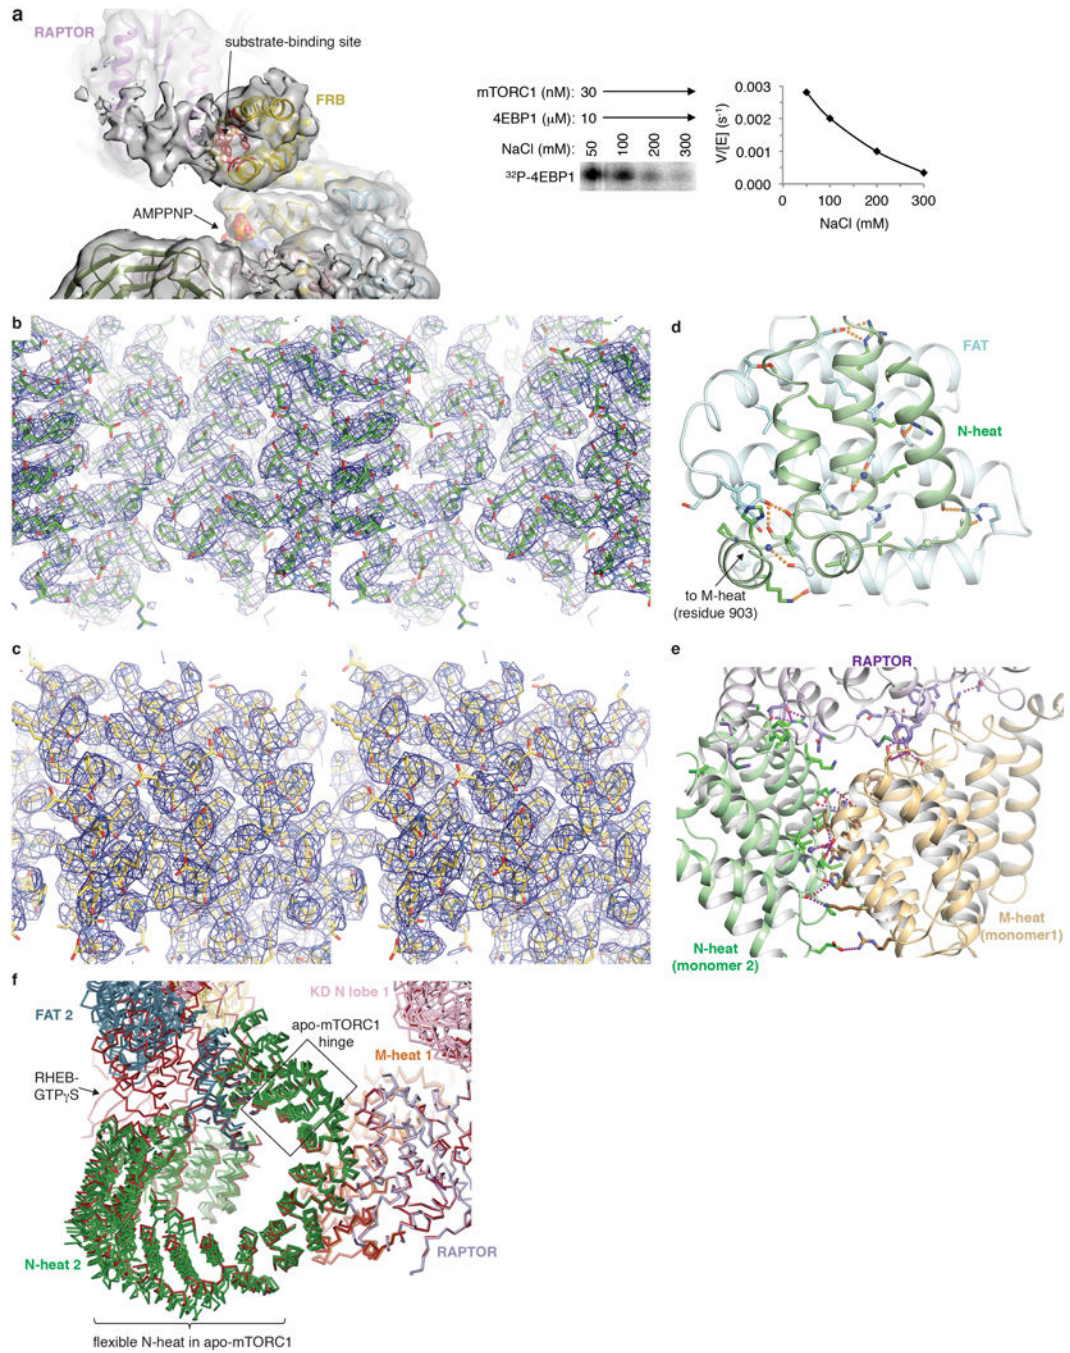 a
RAPTOR
substrate-binding site
FRB
AMPPNP
mTORC1 (nM): 30
4EBP1 (μM): 10
NaCl (mM): 50 100 200 300
³²P-4EBP1
V/[E] (s⁻¹)
0.003
0.002
0.001
0.000
0 100 200 300
NaCl (mM)
b
d
FAT
N-heat
to M-heat
(residue 903)
c
e
RAPTOR
N-heat
(monomer 2)
M-heat
(monomer1)
f
FAT 2
KD N lobe 1
apo-mTORC1
hinge
M-heat 1
RHEB-
GTPγS
N-heat 2
RAPTOR
flexible N-heat in apo-mTORC1